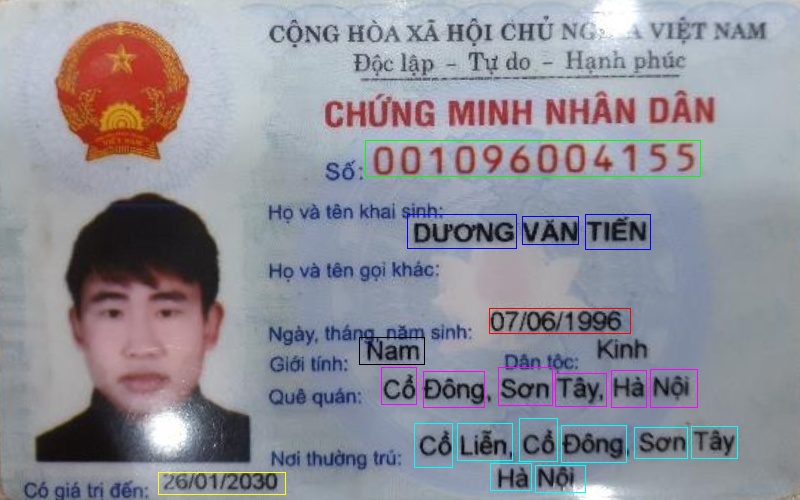 CỘNG HÒA XÃ HỘI CHỦ NGHĨA VIỆT NAM
Độc lập - Tự do - Hạnh phúc
CHỨNG MINH NHÂN DÂN
Số: 001096004155
Họ và tên khai sinh:
DƯƠNG VĂN TIẾN
Họ và tên gọi khác:
Ngày, tháng, năm sinh: 07/06/1996
Giới tính: Nam Dân tộc: Kinh
Quê quán: Cổ Đông, Sơn Tây, Hà Nội
Nơi thường trú: Cổ Liễn, Cổ Đông, Sơn Tây
Hà Nội
Có giá trị đến: 26/01/2030